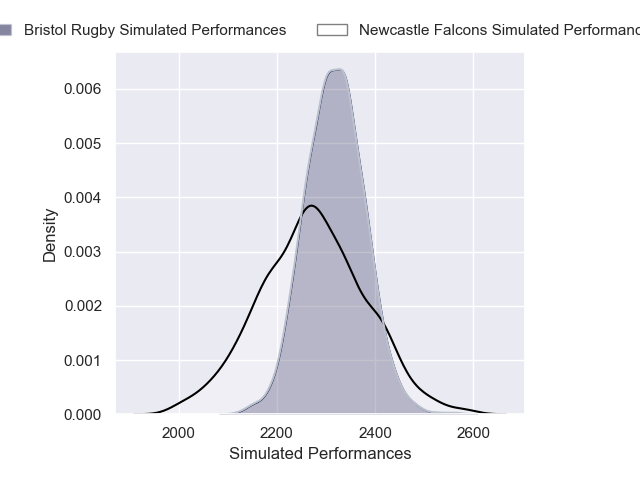 Bristol Rugby Simulated Performances
Newcastle Falcons Simulated
0.006
0.005
0.004
0.003
0.002
0.001
0.000
Density
2000
2200
2400
2600
Simulated Performances